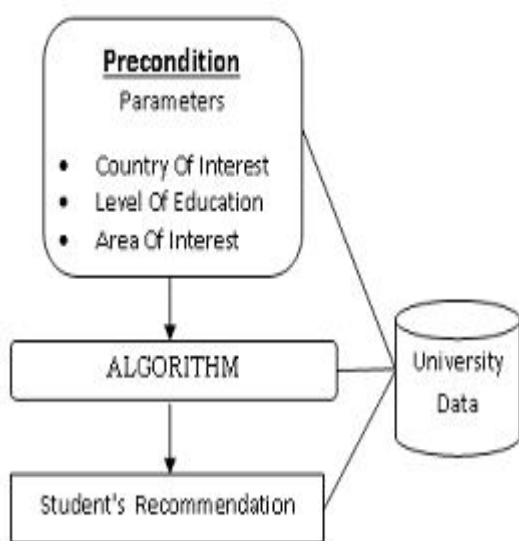 Precondition
Parameters
• Country Of Interest
• Level Of Education
• Area Of Interest
ALGORITHM
University
Data
Student's Recommendation